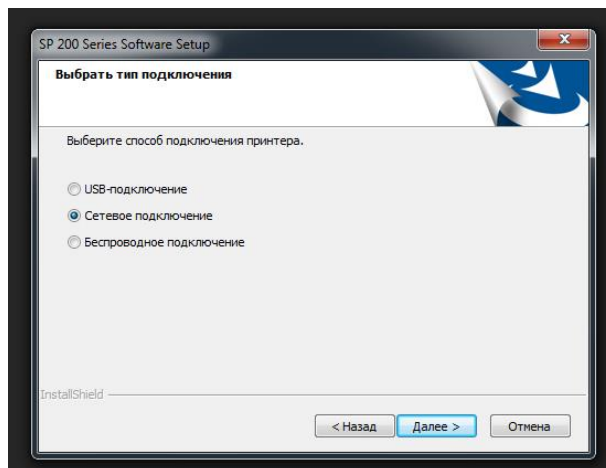 SP 200 Series Software Setup
Выбрать тип подключения
Выберите способ подключения принтера.
USB-подключение
Сетевое подключение
Беспроводное подключение
InstallShield
< Назад Далее > Отмена